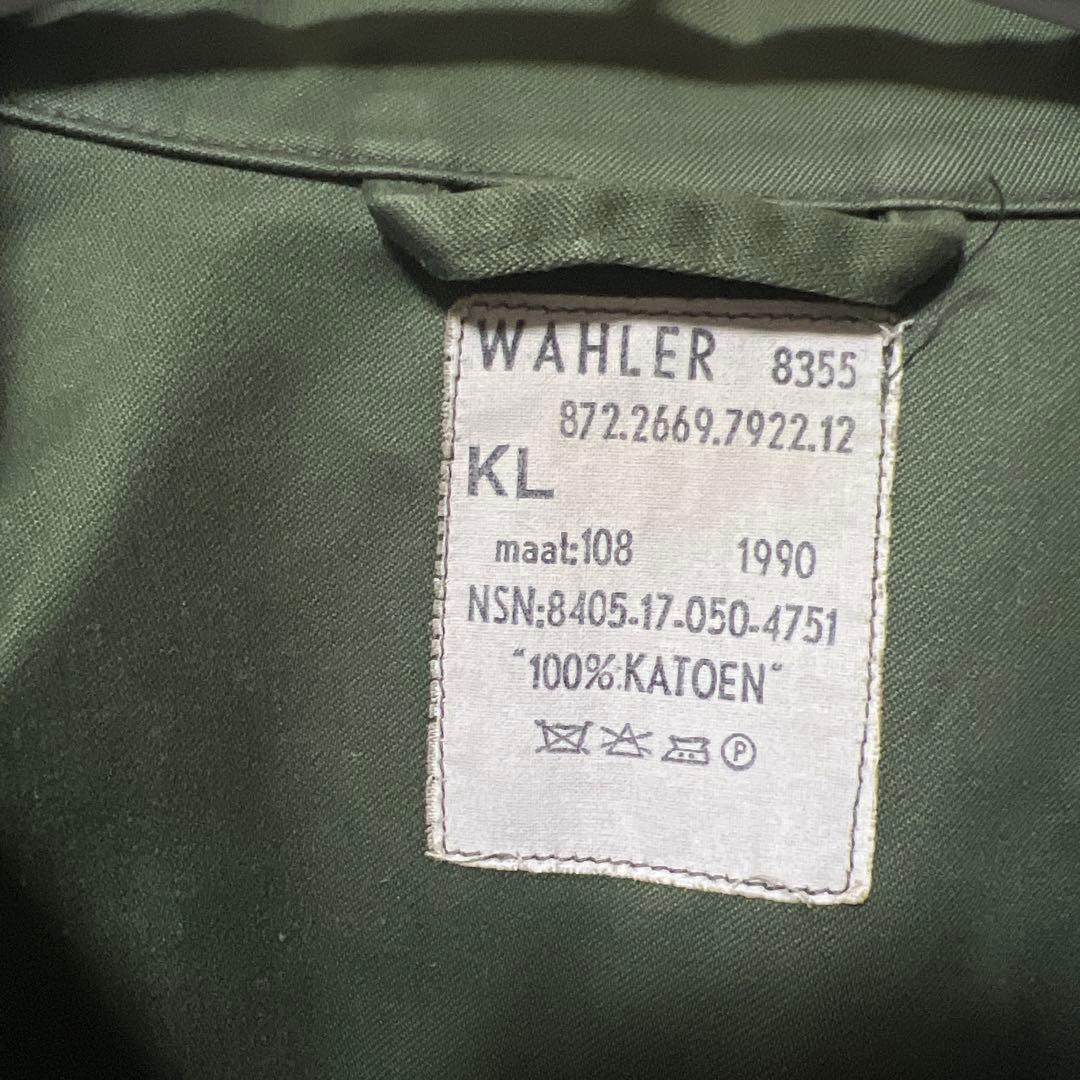 WAHLER 8355
872.2669.7922.12
KL
maat:108 1990
NSN:8405-17-050-4751
"100%.KATOEN"
P